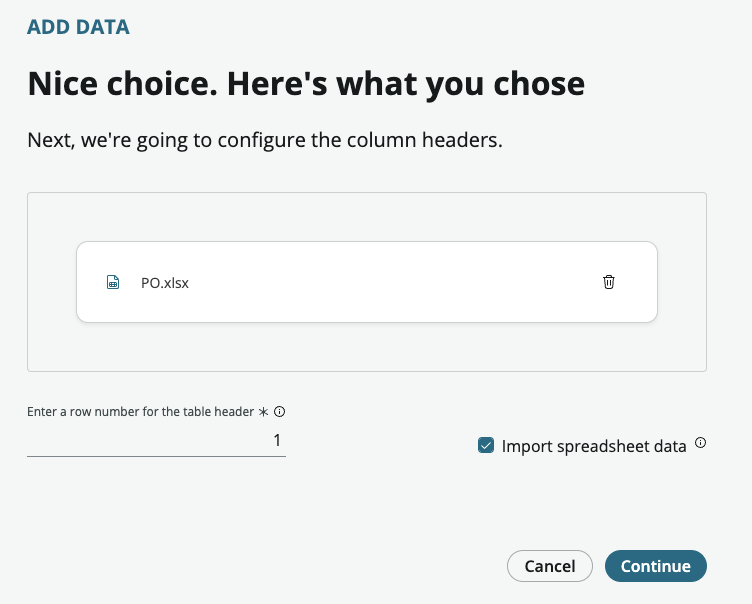 ADD DATA
Nice choice. Here's what you chose
Next, we're going to configure the column headers.
PO.xlsx
Enter a row number for the table header *
1
Import spreadsheet data
Cancel
Continue